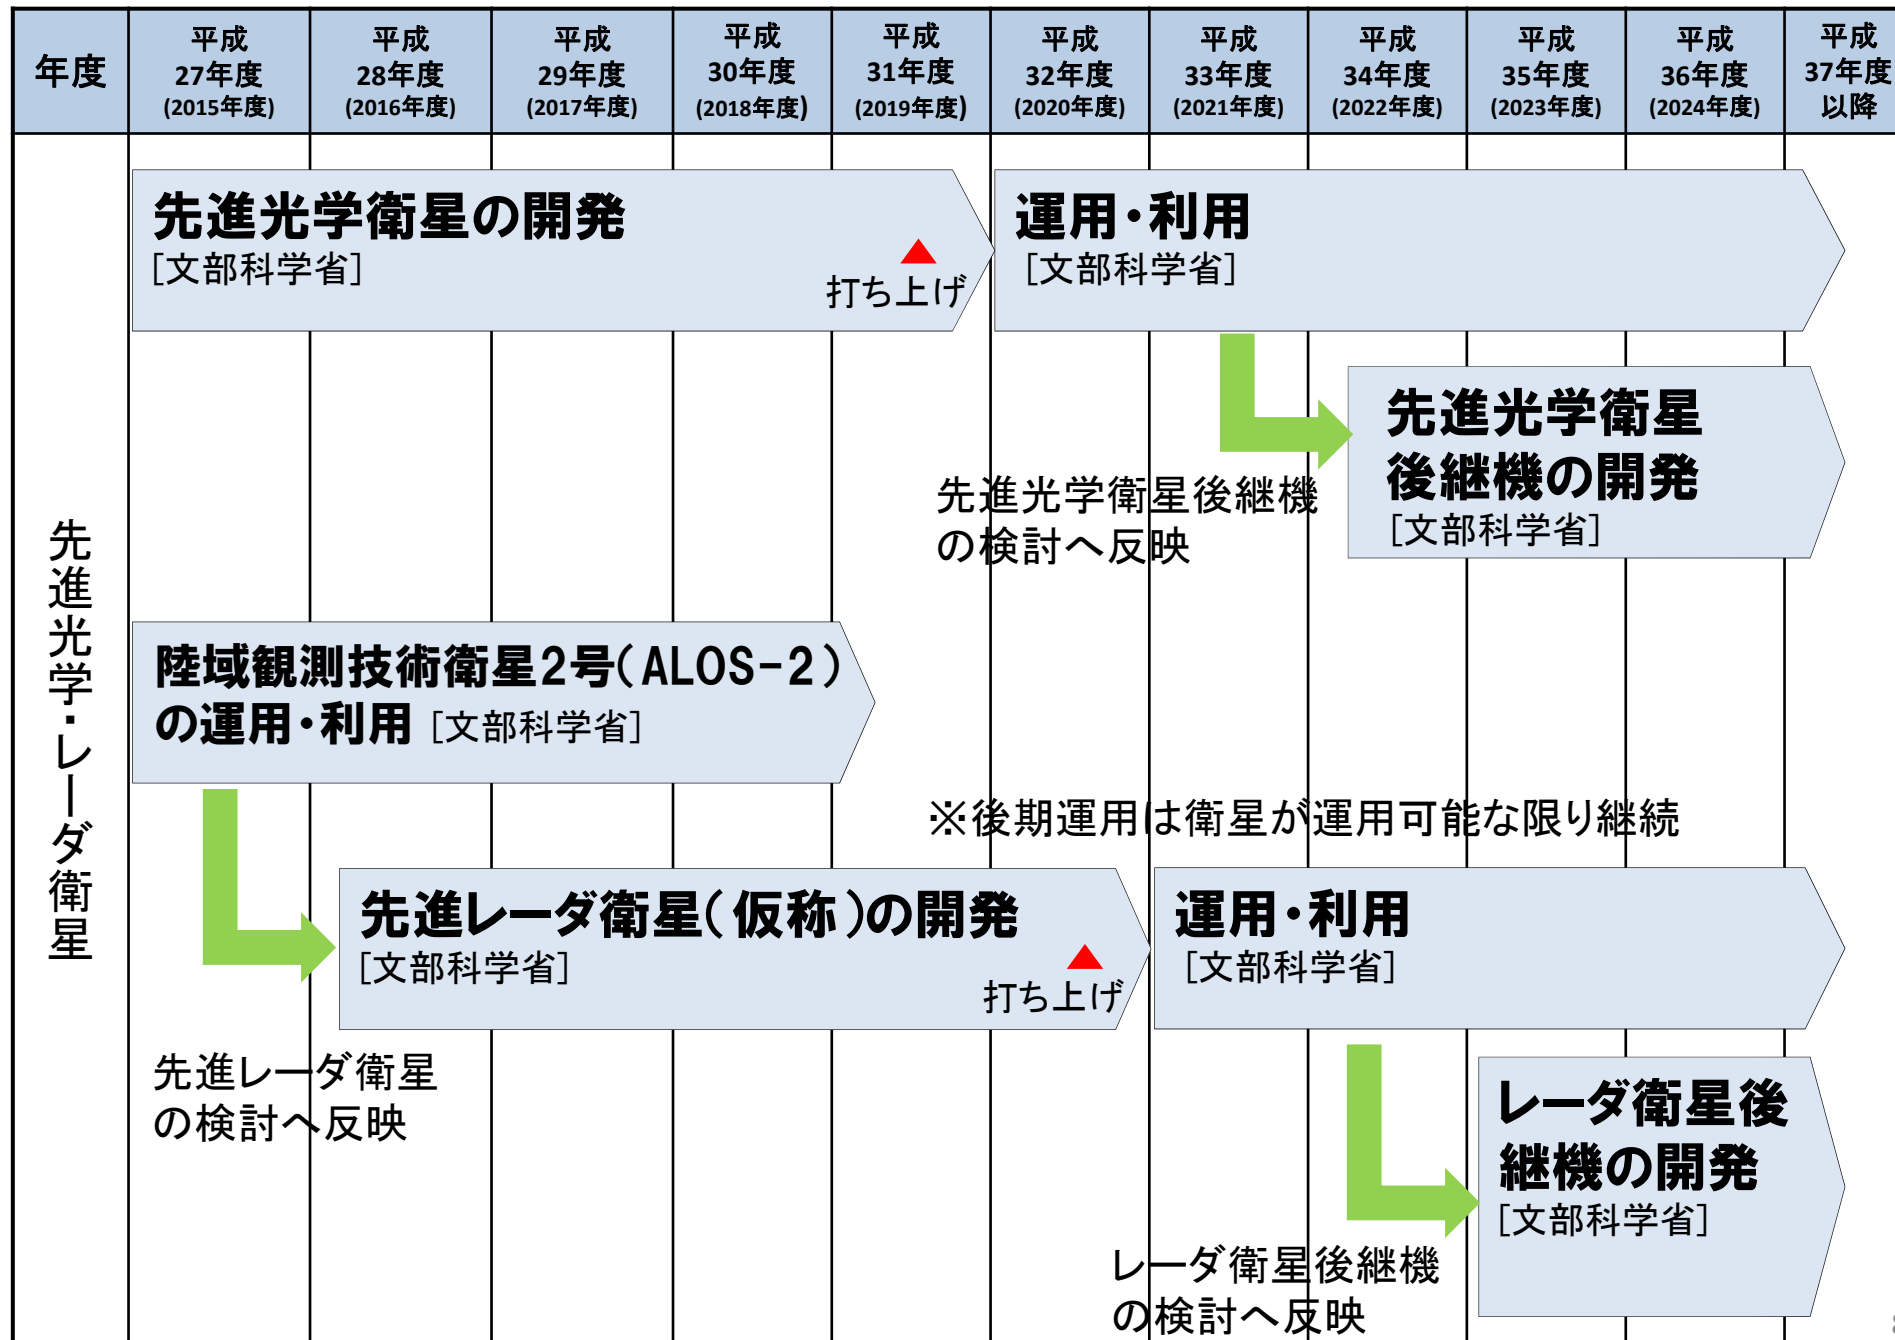 年度
平成
27年度
(2015年度)
平成
28年度
(2016年度)
平成
29年度
(2017年度)
平成
30年度
(2018年度)
平成
31年度
(2019年度)
平成
32年度
(2020年度)
平成
33年度
(2021年度)
平成
34年度
(2022年度)
平成
35年度
(2023年度)
平成
36年度
(2024年度)
平成
37年度
以降
先進光学・レーダ衛星
先進光学衛星の開発
[文部科学省]
打ち上げ
運用・利用
[文部科学省]
先進光学衛星後継機
の検討へ反映
先進光学衛星
後継機の開発
[文部科学省]
陸域観測技術衛星2号(ALOS-2)
の運用・利用 [文部科学省]
※後期運用は衛星が運用可能な限り継続
先進レーダ衛星(仮称)の開発
[文部科学省]
打ち上げ
運用・利用
[文部科学省]
先進レーダ衛星
の検討へ反映
レーダ衛星後
継機の開発
[文部科学省]
レーダ衛星後継機
の検討へ反映